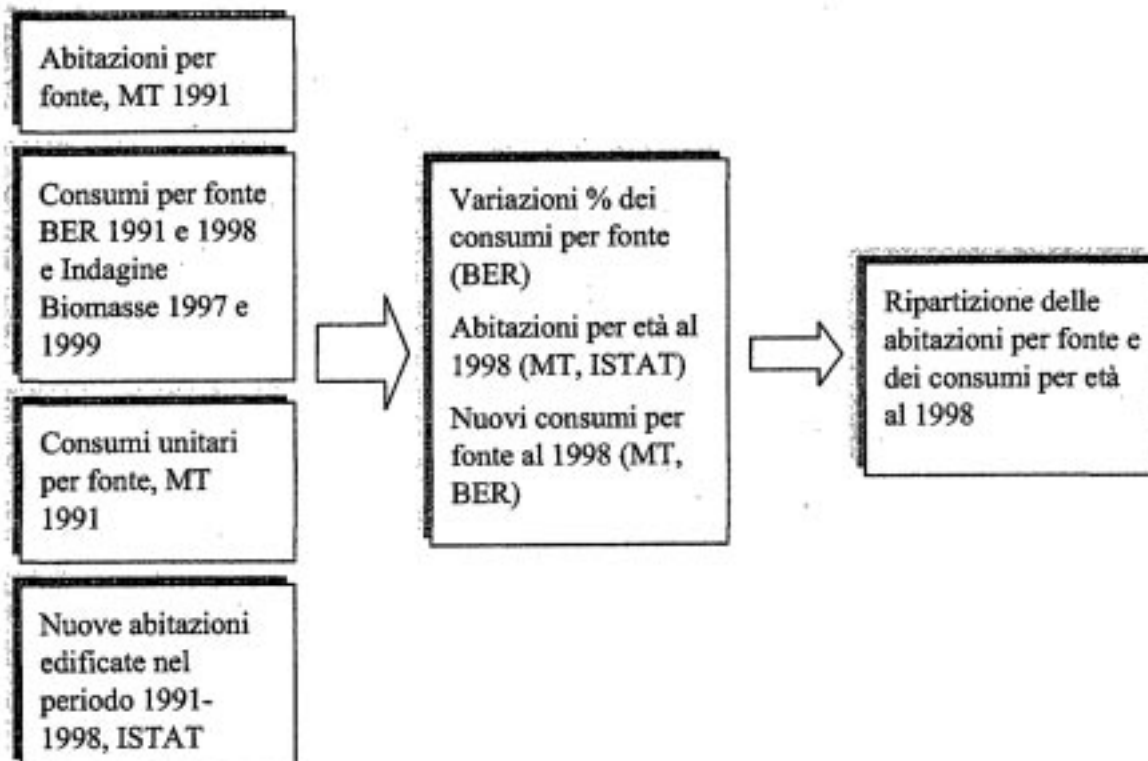 Abitazioni per
fonte, MT 1991
Consumi per fonte
BER 1991 e 1998
e Indagine
Biomasse 1997 e
1999
Consumi unitari
per fonte, MT
1991
Nuove abitazioni
edificate nel
periodo 1991-
1998, ISTAT
Variazioni % dei
consumi per fonte
(BER)
Abitazioni per età al
1998 (MT, ISTAT)
Nuovi consumi per
fonte al 1998 (MT,
BER)
Ripartizione delle
abitazioni per fonte e
dei consumi per età
al 1998